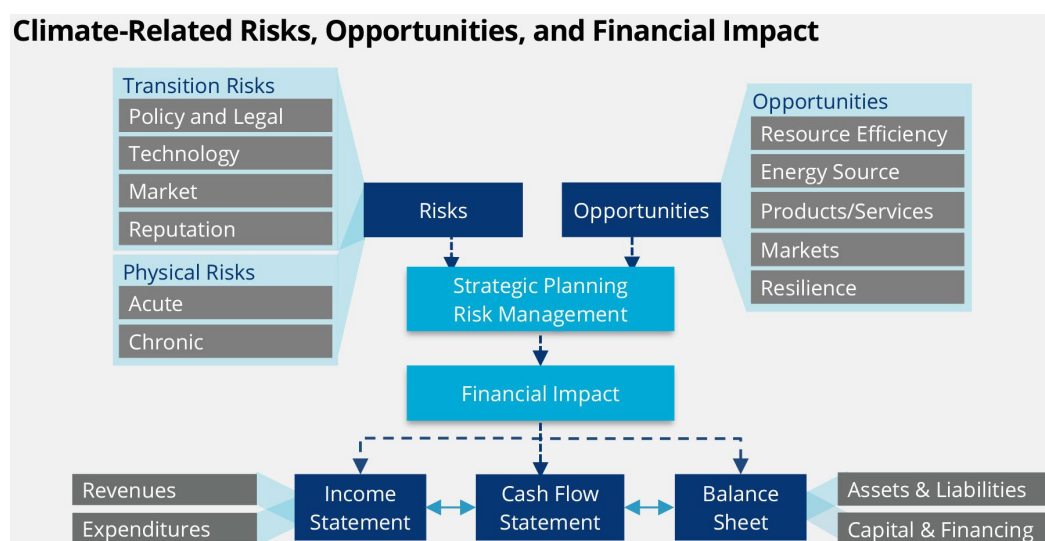 Climate-Related Risks, Opportunities, and Financial Impact
Transition Risks
Policy and Legal
Technology
Market
Reputation
Physical Risks
Acute
Chronic
Risks
Opportunities
Opportunities
Resource Efficiency
Energy Source
Products/Services
Markets
Resilience
Strategic Planning
Risk Management
Financial Impact
Revenues
Expenditures
Income
Statement
Cash Flow
Statement
Balance
Sheet
Assets & Liabilities
Capital & Financing